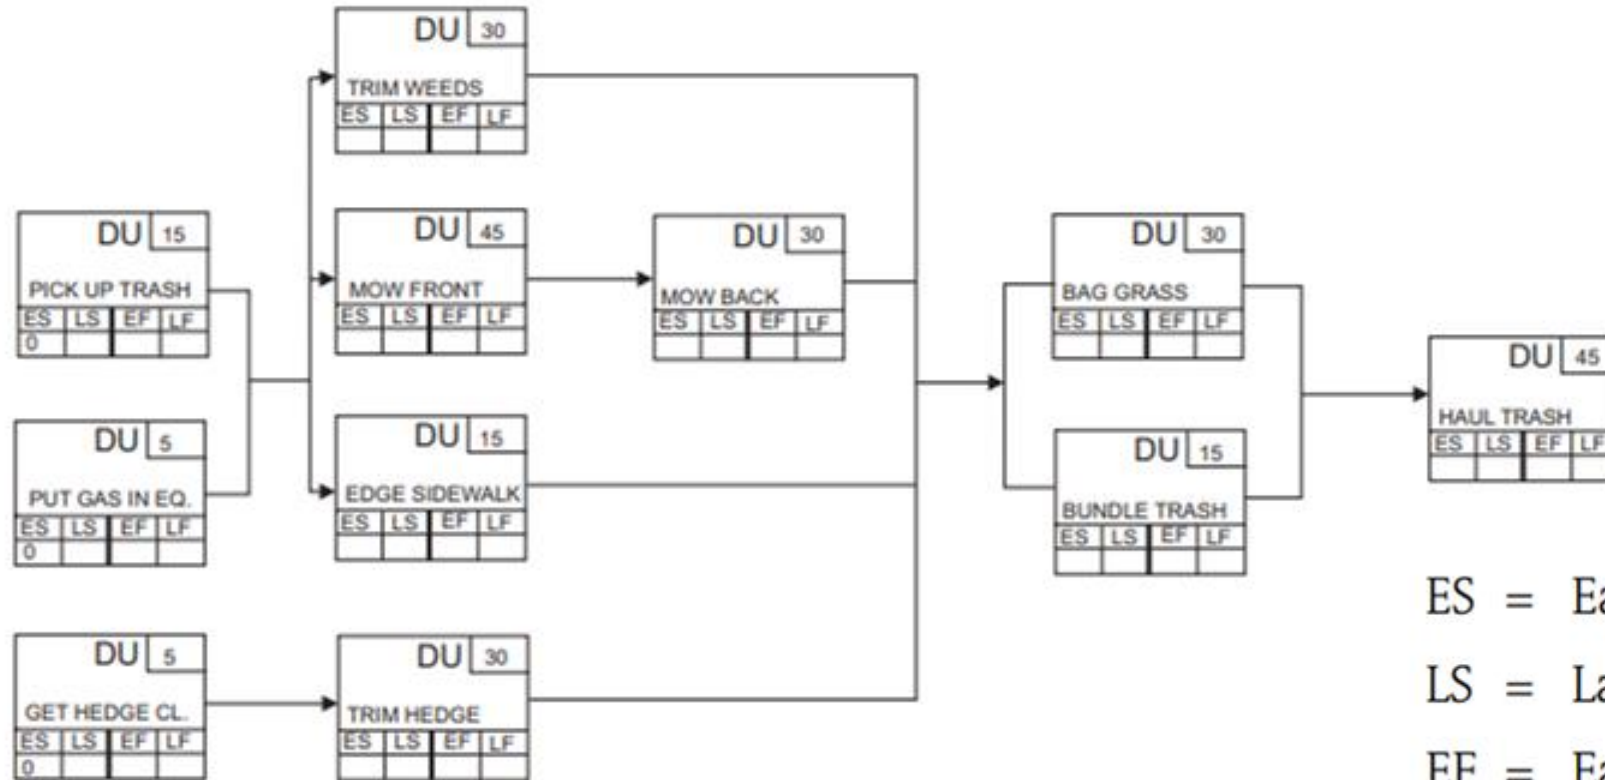 DU 30
TRIM WEEDS
ES LS EF LF
DU 15
PICK UP TRASH
ES LS EF LF
0
DU 45
MOW FRONT
ES LS EF LF
DU 30
MOW BACK
ES LS EF LF
DU 30
BAG GRASS
ES LS EF LF
DU 45
HAUL TRASH
ES LS EF LF
DU 5
PUT GAS IN EQ.
ES LS EF LF
0
DU 15
EDGE SIDEWALK
ES LS EF LF
DU 15
BUNDLE TRASH
ES LS EF LF
DU 5
GET HEDGE CL.
ES LS EF LF
0
DU 30
TRIM HEDGE
ES LS EF LF
ES = Ea
LS = La
EF = Ea